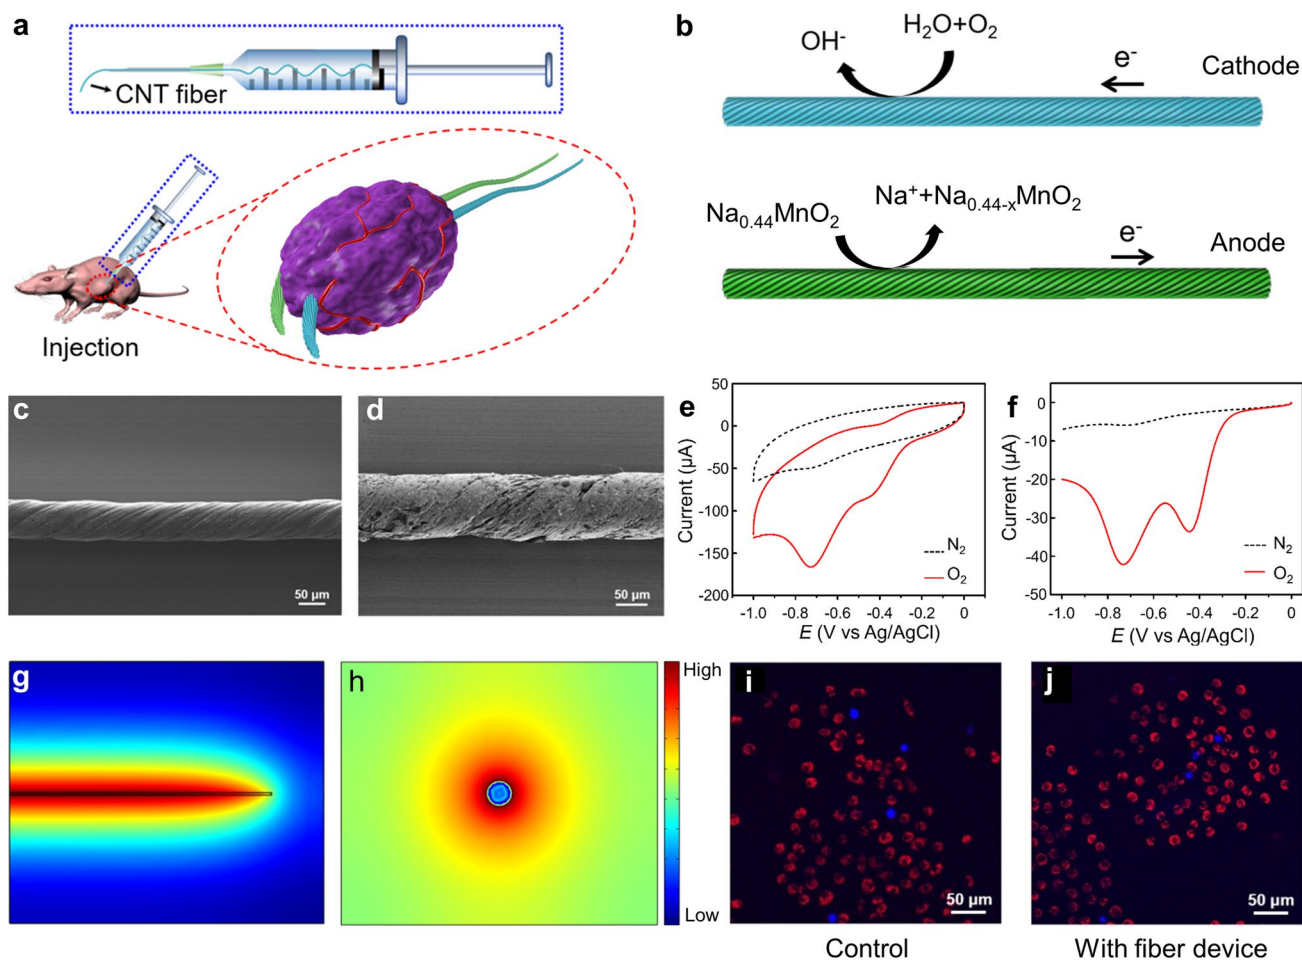 a
CNT fiber
Injection
b
OH-
H2O+O2
e-
Cathode
Na0.44MnO2
Na++Na0.44-xMnO2
e-
Anode
c
50 μm
d
50 μm
e
50
0
-50
-100
-150
-200
Current (μA)
N2
O2
-1.0 -0.8 -0.6 -0.4 -0.2 0
E (V vs Ag/AgCl)
f
0
-10
-20
-30
-40
-50
Current (μA)
N2
O2
-1.0 -0.8 -0.6 -0.4 -0.2 0
E (V vs Ag/AgCl)
g
h
High
Low
i
50 μm
Control
j
50 μm
With fiber device